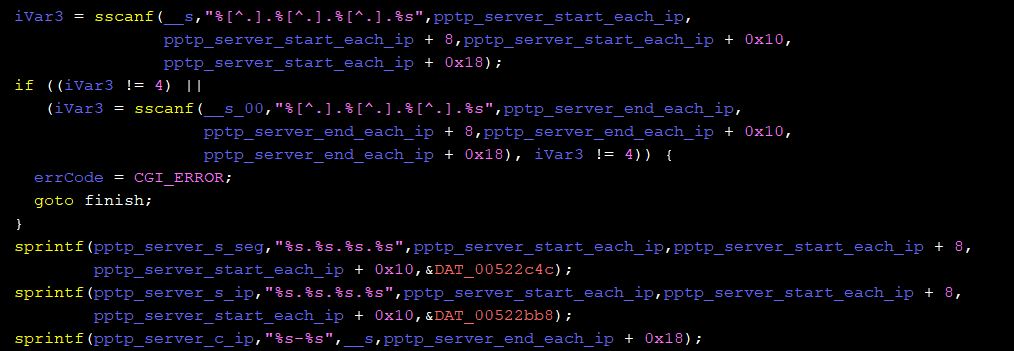 iVar3 = sscanf(__s,"%[^.].%[^.].%[^.].%s",pptp_server_start_each_ip,
pptp_server_start_each_ip + 8,pptp_server_start_each_ip + 0x10,
pptp_server_start_each_ip + 0x18);
if ((iVar3 != 4) ||
(iVar3 = sscanf(__s_00,"%[^.].%[^.].%[^.].%s",pptp_server_end_each_ip,
pptp_server_end_each_ip + 8,pptp_server_end_each_ip + 0x10,
pptp_server_end_each_ip + 0x18), iVar3 != 4)) {
errCode = CGI_ERROR;
goto finish;
}
sprintf(pptp_server_s_seg,"%s.%s.%s.%s",pptp_server_start_each_ip,pptp_server_start_each_ip + 8,
pptp_server_start_each_ip + 0x10,&DAT_00522c4c);
sprintf(pptp_server_s_ip,"%s.%s.%s.%s",pptp_server_start_each_ip,pptp_server_start_each_ip + 8,
pptp_server_start_each_ip + 0x10,&DAT_00522bb8);
sprintf(pptp_server_c_ip,"%s-%s",__s,pptp_server_end_each_ip + 0x18);